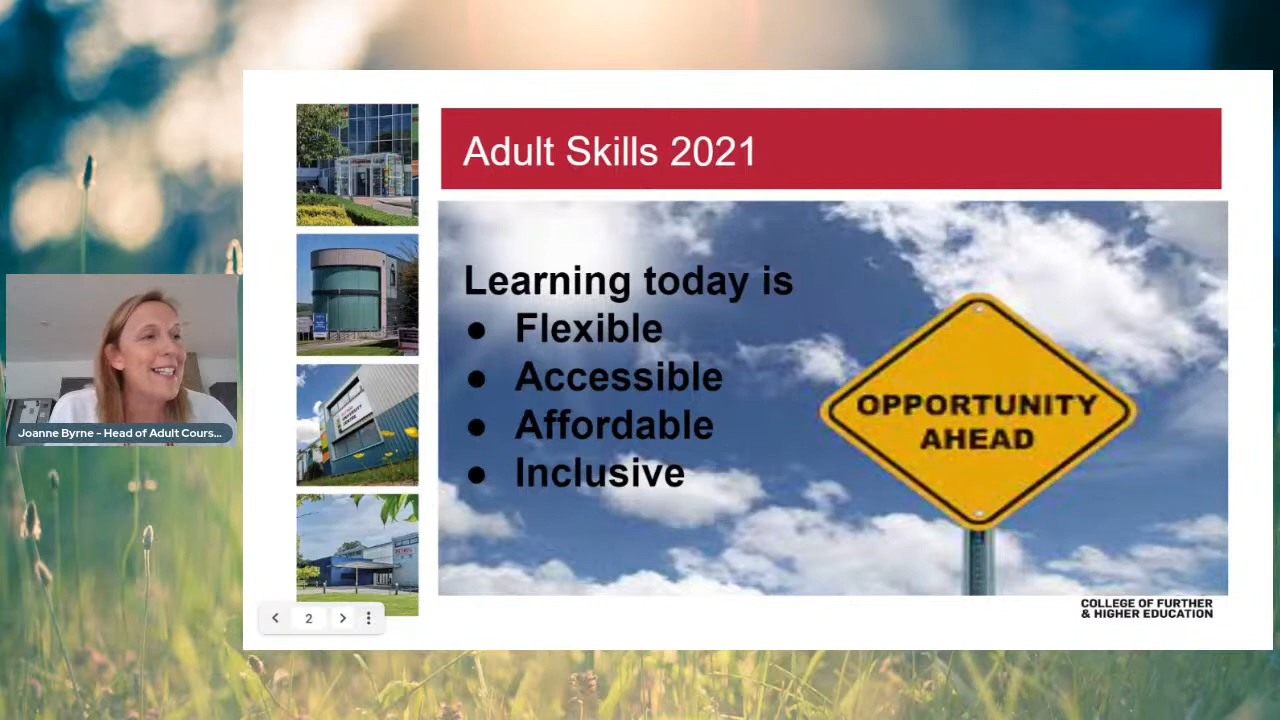 Adult Skills 2021
Learning today is
● Flexible
● Accessible
● Affordable
● Inclusive
OPPORTUNITY
AHEAD
Joanne Byrne - Head of Adult Cours...
2
COLLEGE OF FURTHER
& HIGHER EDUCATION